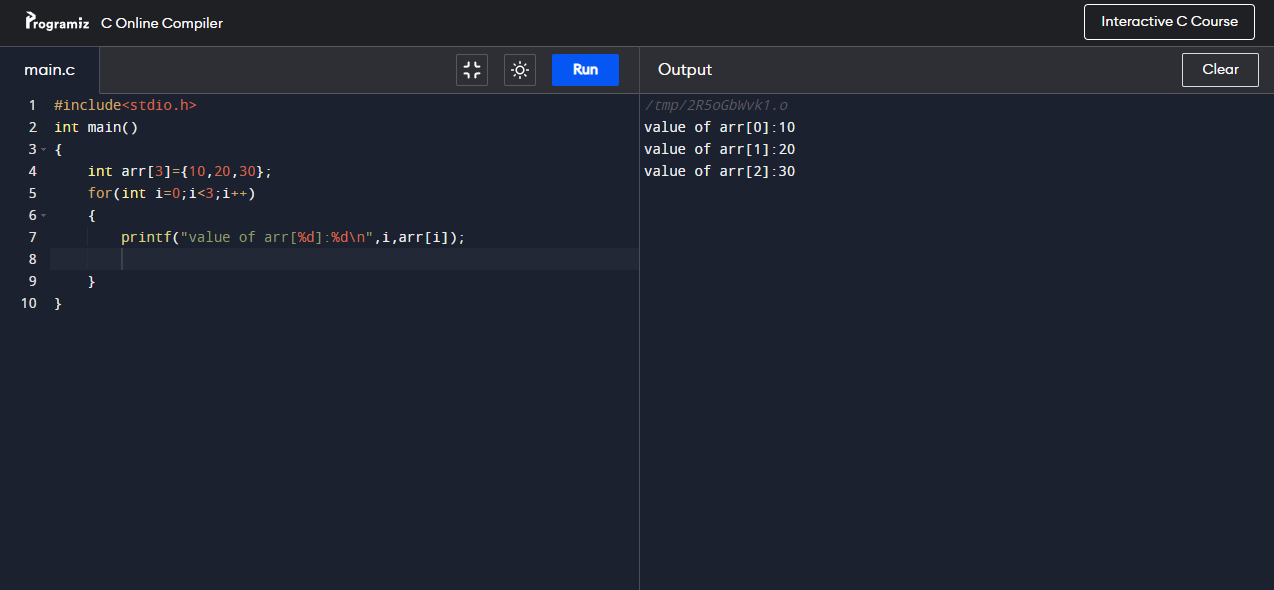 Programiz C Online Compiler
Interactive C Course
main.c
Run
Output
Clear
1 #include<stdio.h>
2 int main()
3 {
4     int arr[3]={10,20,30};
5     for(int i=0;i<3;i++)
6     {
7         printf("value of arr[%d]:%d\n",i,arr[i]);
8
9     }
10 }
/tmp/2R5oGbWvk1.o
value of arr[0]:10
value of arr[1]:20
value of arr[2]:30